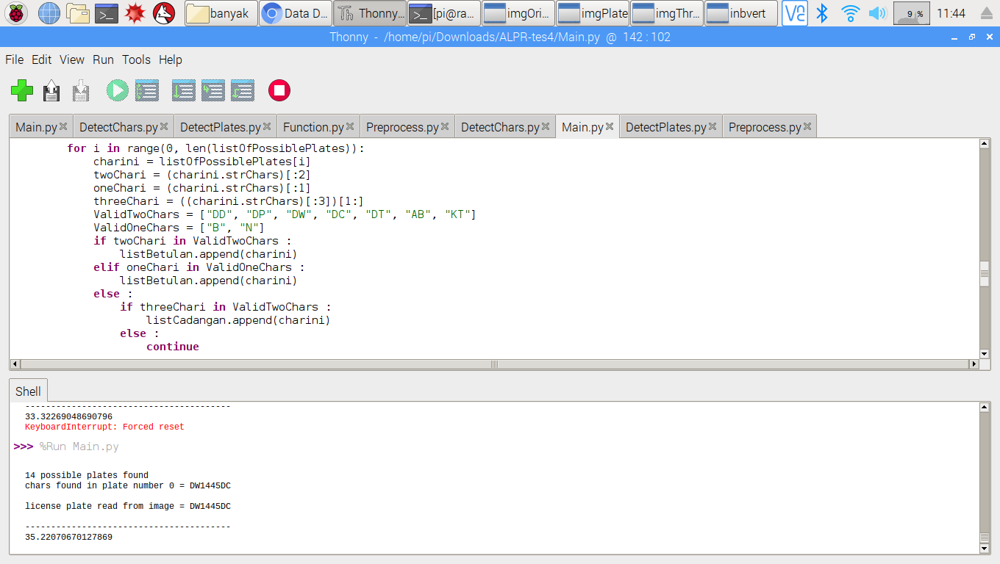 banyak
Data D...
Thonny...
[pi@ra...
imgOri...
imgPlate
imgThr...
inbvert
9 %
11:44
Thonny - /home/pi/Downloads/ALPR-tes4/Main.py @ 142 : 102
File Edit View Run Tools Help
Main.py DetectChars.py DetectPlates.py Function.py Preprocess.py DetectChars.py Main.py DetectPlates.py Preprocess.py
for i in range(0, len(listOfPossiblePlates)):
charini = listOfPossiblePlates[i]
twoChari = (charini.strChars)[:2]
oneChari = (charini.strChars)[:1]
threeChari = ((charini.strChars)[:3])[1:]
ValidTwoChars = ["DD", "DP", "DW", "DC", "DT", "AB", "KT"]
ValidOneChars = ["B", "N"]
if twoChari in ValidTwoChars :
listBetulan.append(charini)
elif oneChari in ValidOneChars :
listBetulan.append(charini)
else :
if threeChari in ValidTwoChars :
listCadangan.append(charini)
else :
continue
Shell
----------------------------------------
33.32269048690796
KeyboardInterrupt: Forced reset
>>> %Run Main.py
14 possible plates found
chars found in plate number 0 = DW1445DC
license plate read from image = DW1445DC
----------------------------------------
35.22070670127869